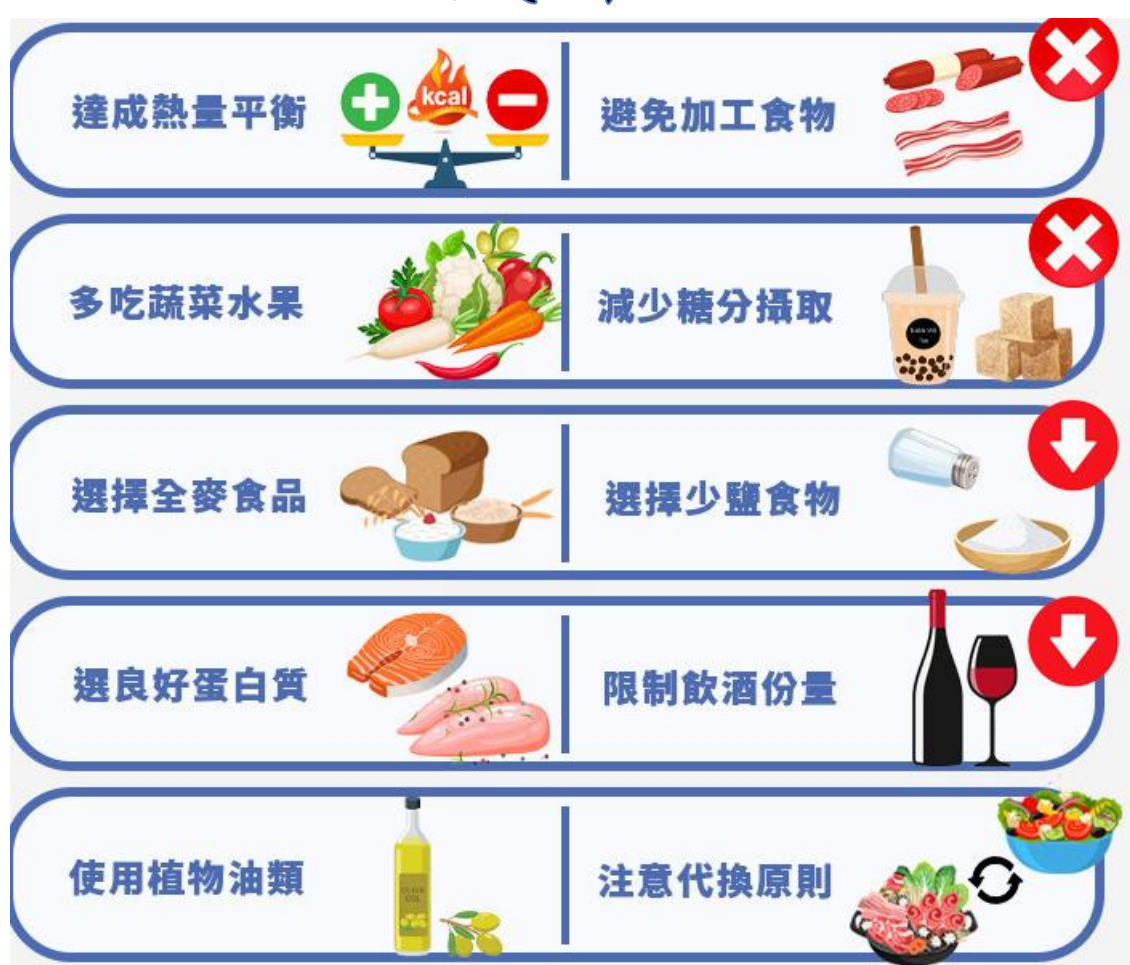 達成熱量平衡
kcal
避免加工食物
多吃蔬菜水果
減少糖分攝取
選擇全麥食品
選擇少鹽食物
選良好蛋白質
限制飲酒份量
使用植物油類
OLIVE
OIL
注意代換原則